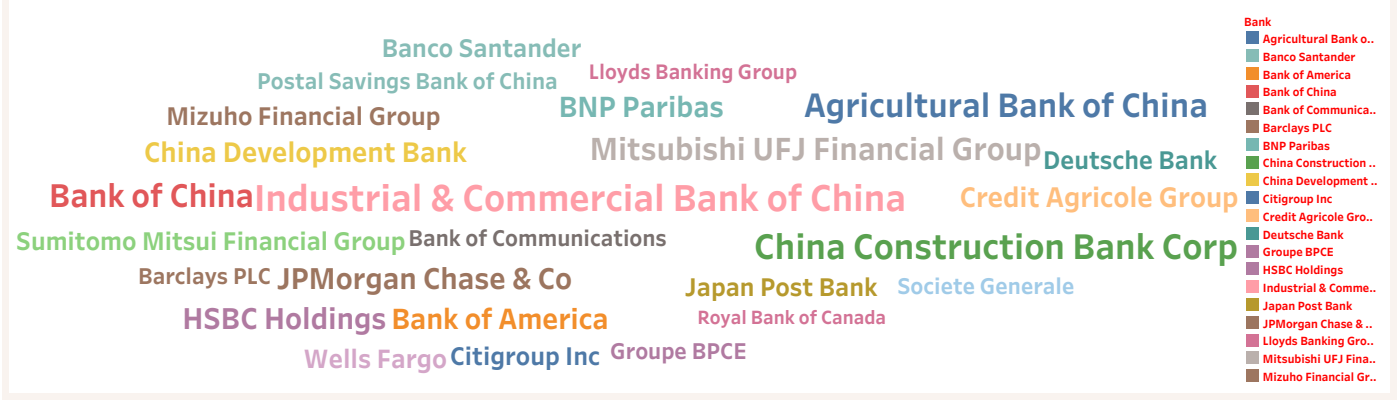 Banco Santander
Postal Savings Bank of China
Lloyds Banking Group
Mizuho Financial Group
BNP Paribas
Agricultural Bank of China
China Development Bank
Mitsubishi UFJ Financial Group
Deutsche Bank
Bank of China
Industrial & Commercial Bank of China
Credit Agricole Group
Sumitomo Mitsui Financial Group
Bank of Communications
China Construction Bank Corp
Barclays PLC
JPMorgan Chase & Co
Japan Post Bank
Societe Generale
HSBC Holdings
Bank of America
Royal Bank of Canada
Wells Fargo
Citigroup Inc
Groupe BPCE
Bank
Agricultural Bank o..
Banco Santander
Bank of America
Bank of China
Bank of Communica..
Barclays PLC
BNP Paribas
China Construction ..
China Development ..
Citigroup Inc
Credit Agricole Gro..
Deutsche Bank
Groupe BPCE
HSBC Holdings
Industrial & Comme..
Japan Post Bank
JPMorgan Chase & ..
Lloyds Banking Gro..
Mitsubishi UFJ Fina..
Mizuho Financial Gr..